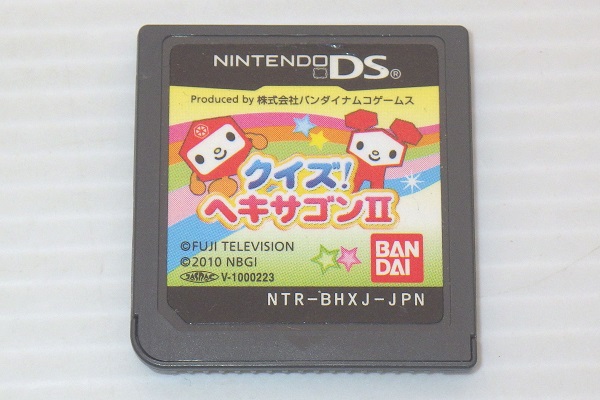 NINTENDO DS®
Produced by 株式会社バンダイナムコゲームス
クイズ!
ヘキサゴンⅡ
©FUJI TELEVISION
©2010 NBGI
V-1000223
BAN
DAI
NTR-BHXJ-JPN